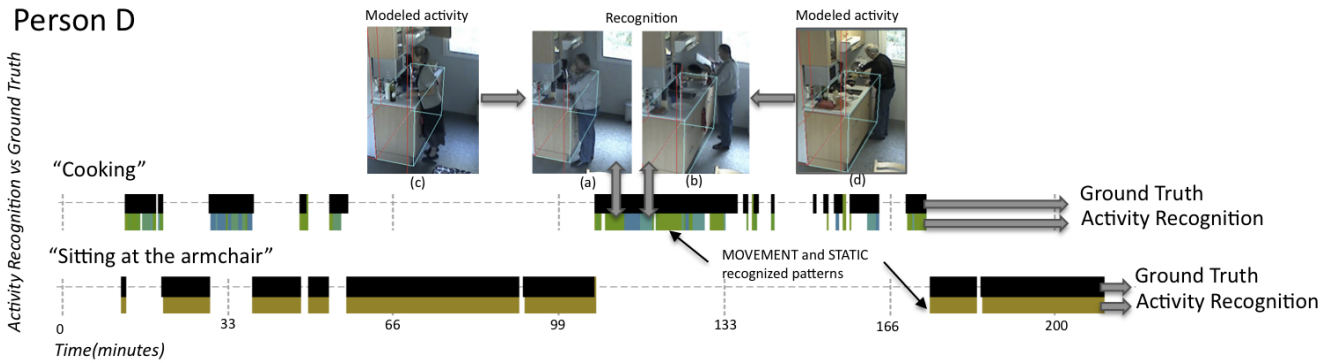 Person D
Modeled activity
Recognition
Modeled activity
Activity Recognition vs Ground Truth
(c)
(a)
(b)
(d)
“Cooking”
Ground Truth
Activity Recognition
“Sitting at the armchair”
MOVEMENT and STATIC
recognized patterns
Ground Truth
Activity Recognition
0
33
66
99
133
166
200
Time(minutes)